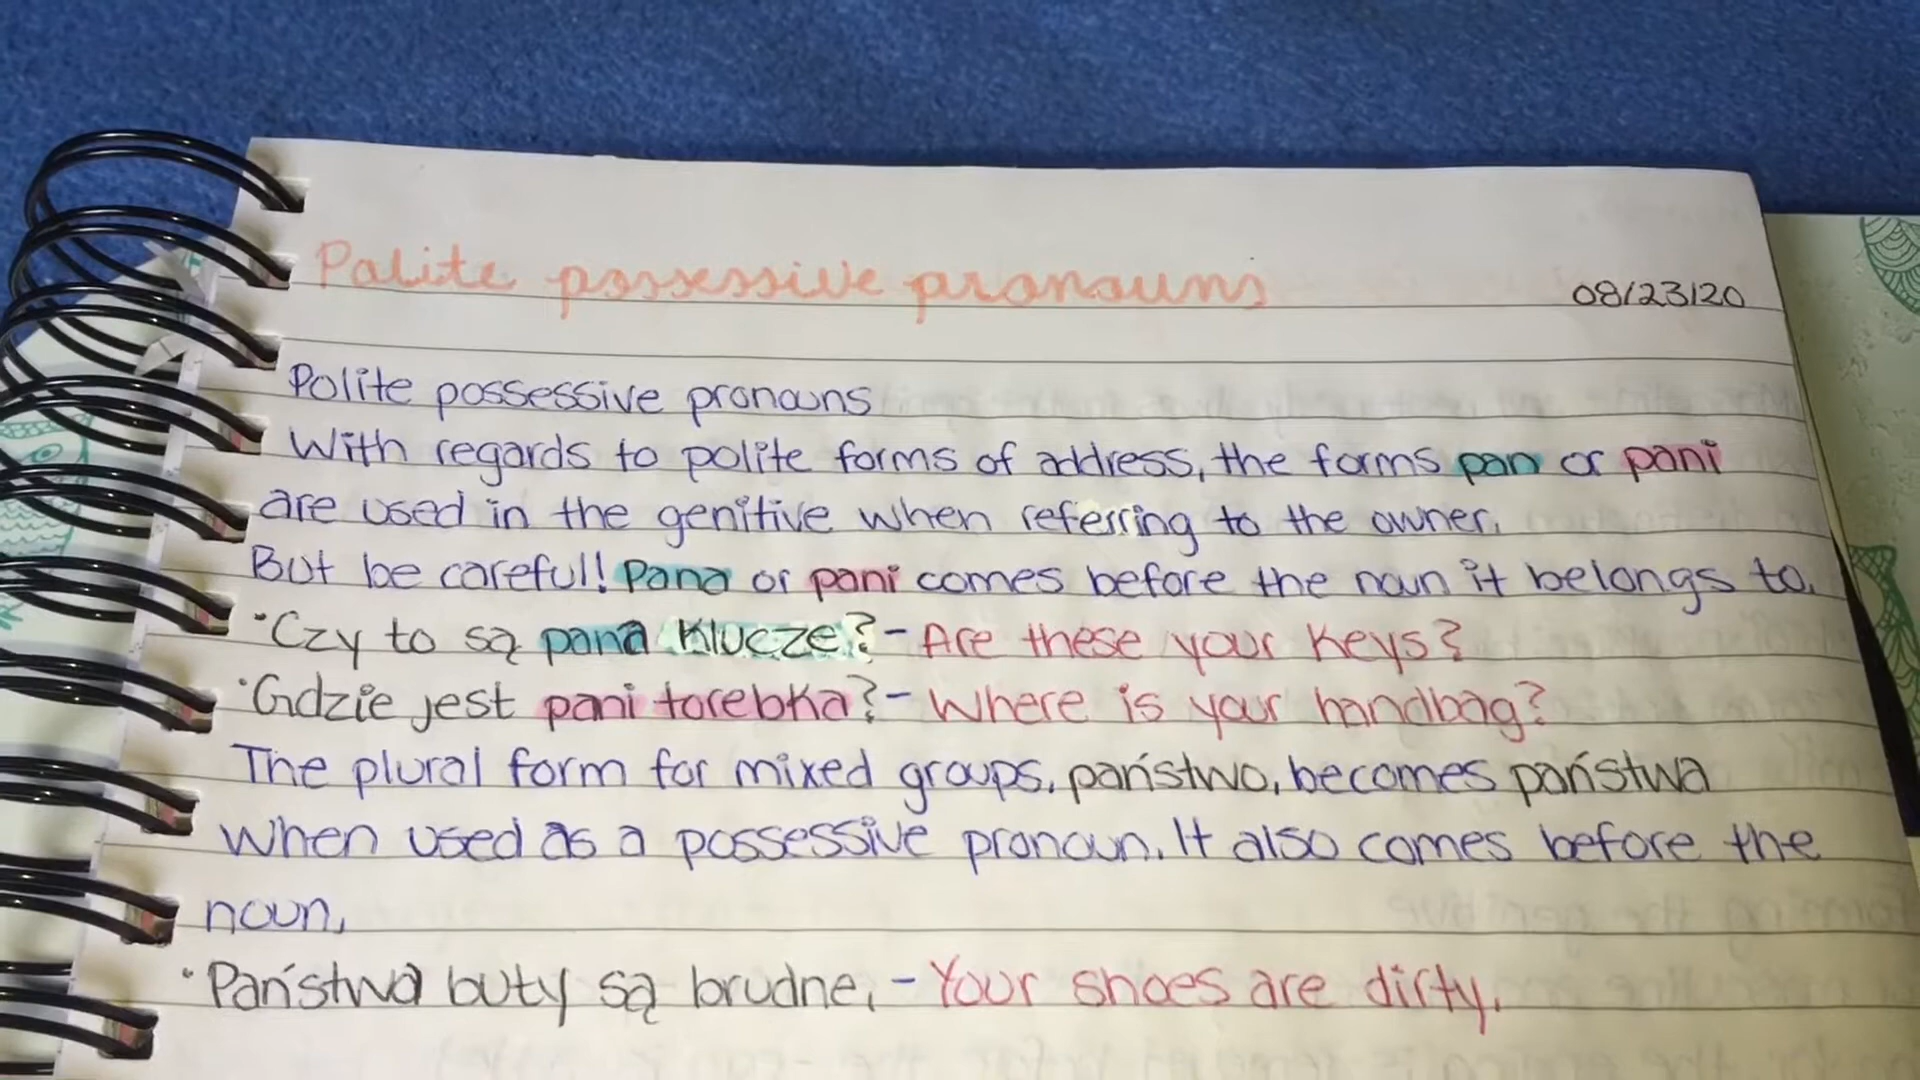 Polite possessive pronouns
08/23/20
Polite possessive pronouns
With regards to polite forms of address, the forms pan or pani
are used in the genitive when referring to the owner.
But be careful! Pana or pani comes before the noun it belongs to.
•Czy to są pana klucze? - Are these your keys?
•Gdzie jest pani torebka? - Where is your handbag?
The plural form for mixed groups, państwo, becomes państwa
when used as a possessive pronoun. It also comes before the
noun.
•Państwa buty są brudne. - Your shoes are dirty.